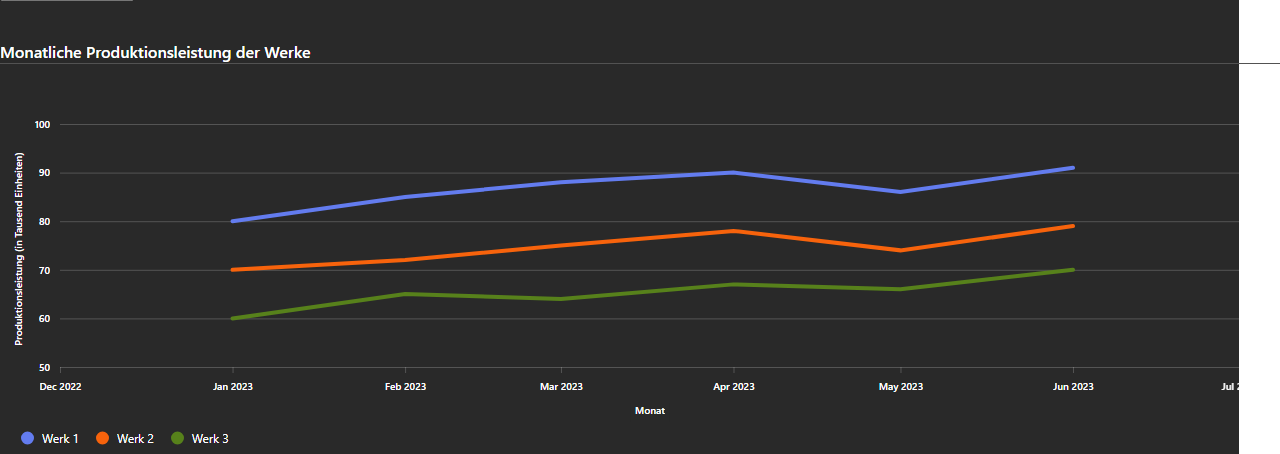 Monatliche Produktionsleistung der Werke
Produktionsleistung (in Tausend Einheiten)
100
90
80
70
60
50
Dec 2022 Jan 2023 Feb 2023 Mar 2023 Apr 2023 May 2023 Jun 2023 Jul
Monat
Werk 1 Werk 2 Werk 3